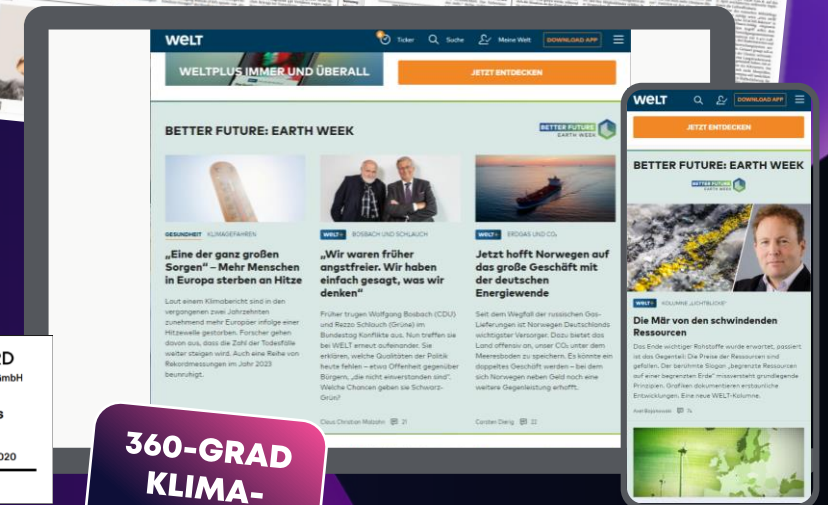 WELT
Ticker
Suche
Meine Welt
DOWNLOAD APP
WELTPLUS IMMER UND ÜBERALL
JETZT ENTDECKEN
BETTER FUTURE: EARTH WEEK
BETTER FUTURE
EARTH WEEK
GESUNDHEIT KLIMAGEFAHREN
„Eine der ganz großen
Sorgen“ – Mehr Menschen
in Europa sterben an Hitze
Laut einem Klimabericht sind in den
vergangenen zwei Jahrzehnten
zunehmend mehr Europäer infolge einer
Hitzewelle gestorben. Forscher gehen
davon aus, dass die Zahl der Todesfälle
weiter steigen wird. Auch eine Reihe von
Rekordmessungen im Jahr 2023
beunruhigt.
WELT+ BOSBACH UND SCHLAUCH
„Wir waren früher
angstfreier. Wir haben
einfach gesagt, was wir
denken“
Früher trugen Wolfgang Bosbach (CDU)
und Rezzo Schlauch (Grüne) im
Bundestag Konflikte aus. Nun treffen sie
bei WELT erneut aufeinander. Sie
erklären, welche Qualitäten der Politik
heute fehlen – etwa Offenheit gegenüber
Bürgern, „die nicht einverstanden sind“.
Welche Chancen geben sie Schwarz-
Grün?
Claus Christian Malzahn 21
WELT+ ERDGAS UND CO₂
Jetzt hofft Norwegen auf
das große Geschäft mit
der deutschen
Energiewende
Seit dem Wegfall der russischen Gas-
Lieferungen ist Norwegen Deutschlands
wichtigster Versorger. Dazu bietet das
Land offensiv an, unser CO₂ unter dem
Meeresboden zu speichern. Es könnte ein
doppeltes Geschäft werden – bei dem
sich Norwegen neben Geld noch eine
weitere Gegenleistung erhofft.
Carsten Dierig 22
WELT
DOWNLOAD APP
JETZT ENTDECKEN
BETTER FUTURE: EARTH WEEK
BETTER FUTURE
EARTH WEEK
WELT+ KOLUMNE „LICHTBLICKE“
Die Mär von den schwindenden
Ressourcen
Das Ende wichtiger Rohstoffe wurde erwartet, passiert
ist das Gegenteil: Die Preise der Ressourcen sind
gefallen. Der berühmte Slogan „begrenzte Ressourcen
auf einer begrenzten Erde“ missversteht grundlegende
Prinzipien. Grafiken dokumentieren erstaunliche
Entwicklungen. Eine neue WELT-Kolumne.
Axel Bojanowski 74
RD
GmbH
s
2020
360-GRAD
KLIMA-